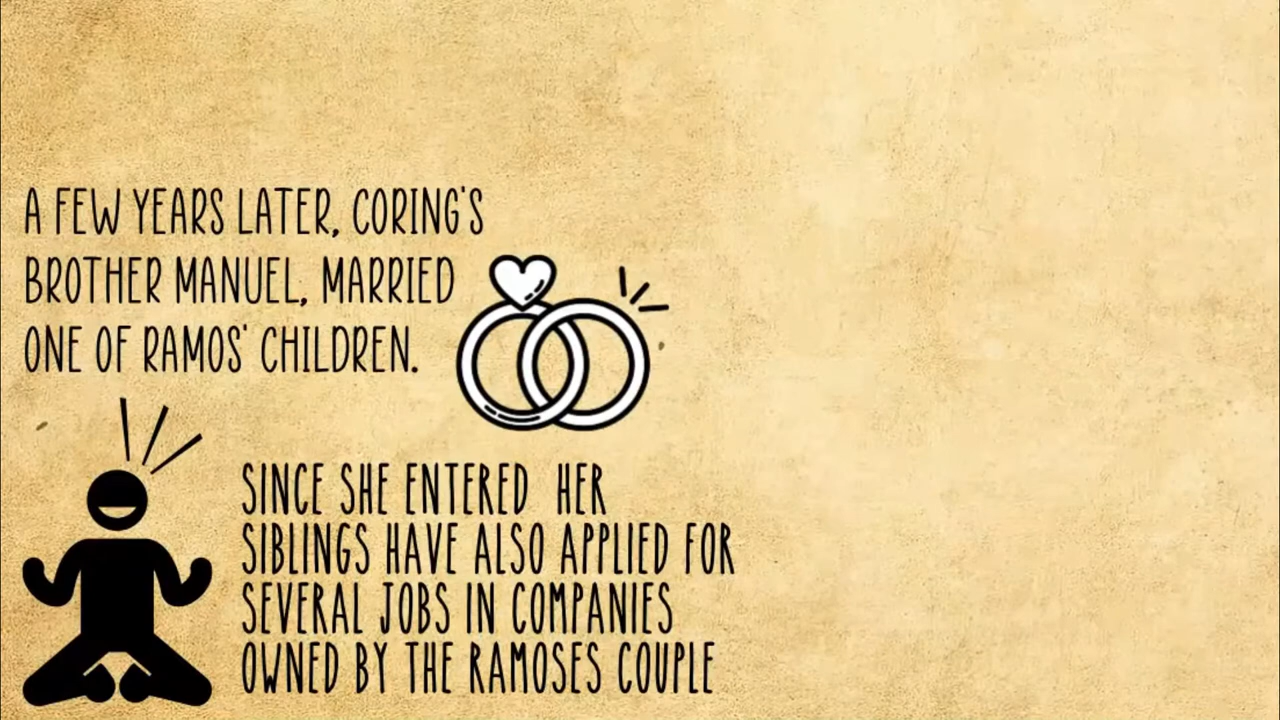 A FEW YEARS LATER, CORING'S
BROTHER MANUEL, MARRIED
ONE OF RAMOS' CHILDREN.
SINCE SHE ENTERED HER
SIBLINGS HAVE ALSO APPLIED FOR
SEVERAL JOBS IN COMPANIES
OWNED BY THE RAMOSES COUPLE